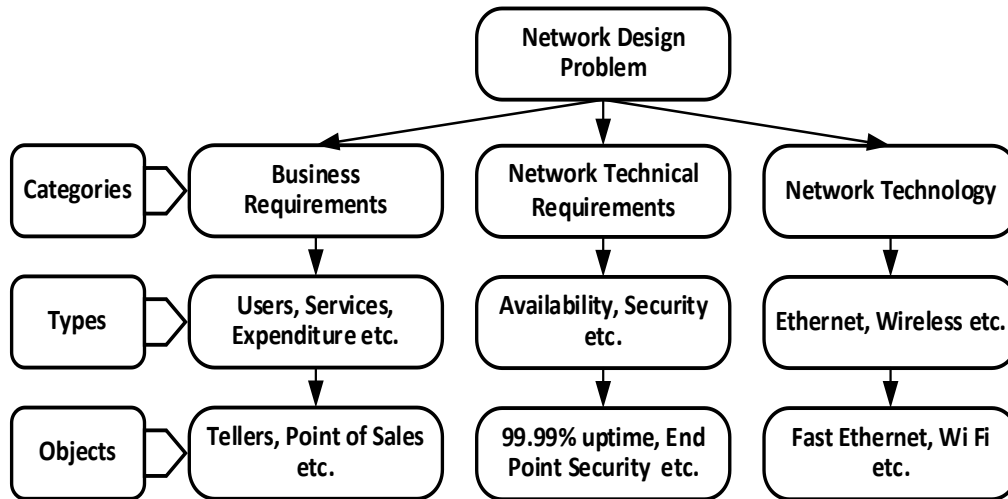 Network Design
Problem
Categories
Business
Requirements
Network Technical
Requirements
Network Technology
Types
Users, Services,
Expenditure etc.
Availability, Security
etc.
Ethernet, Wireless etc.
Objects
Tellers, Point of Sales
etc.
99.99% uptime, End
Point Security etc.
Fast Ethernet, Wi Fi
etc.